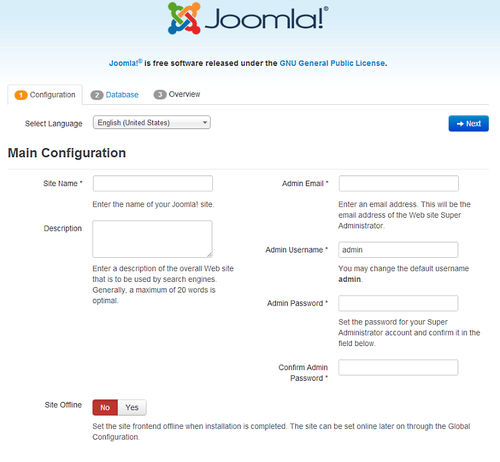 Joomla!®
Joomla!® is free software released under the GNU General Public License.
1 Configuration
2 Database
3 Overview
Select Language
English (United States)
Next
Main Configuration
Site Name *
Enter the name of your Joomla! site.
Description
Enter a description of the overall Web site
that is to be used by search engines.
Generally, a maximum of 20 words is
optimal.
Admin Email *
Enter an email address. This will be the
email address of the Web site Super
Administrator.
Admin Username *
admin
You may change the default username
admin.
Admin Password *
Set the password for your Super
Administrator account and confirm it in the
field below.
Confirm Admin
Password *
Site Offline
No
Yes
Set the site frontend offline when installation is completed. The site can be set online later on through the Global
Configuration.